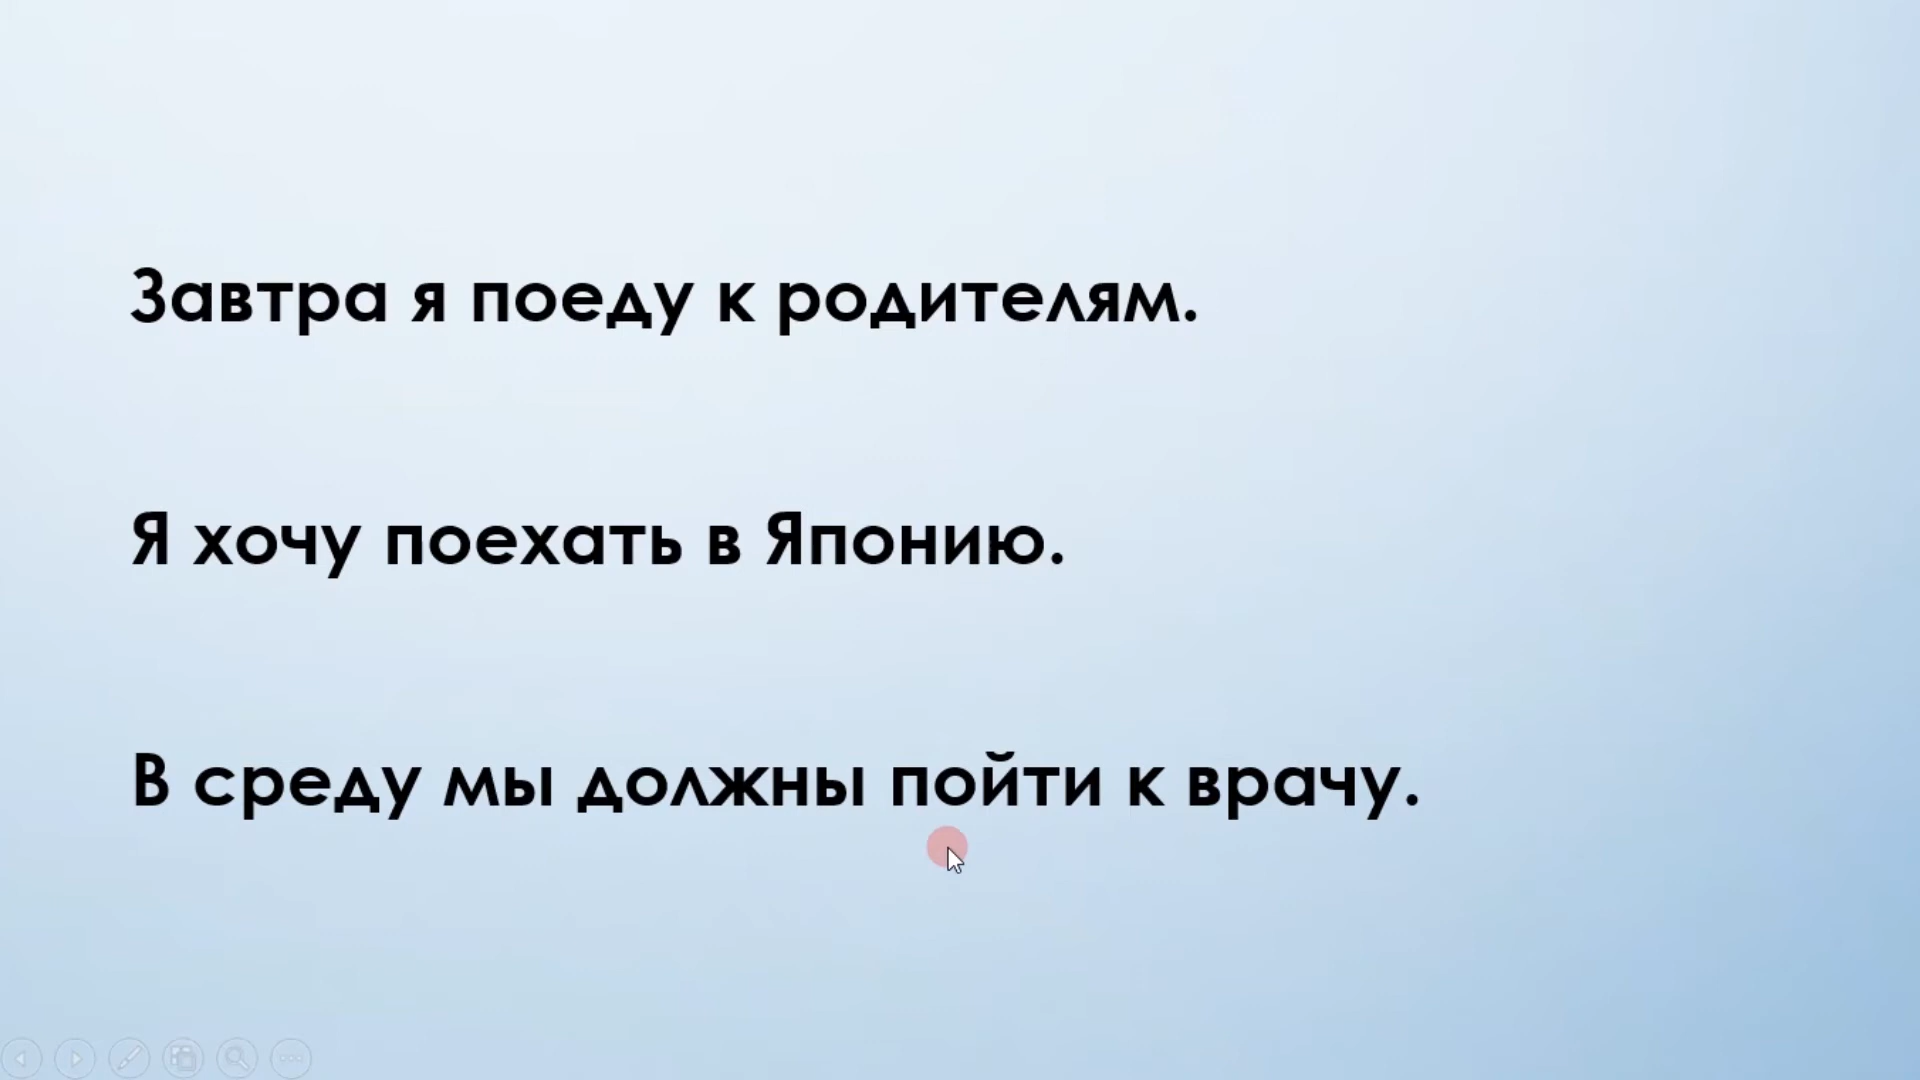 Завтра я поеду к родителям.
Я хочу поехать в Японию.
В среду мы должны пойти к врачу.